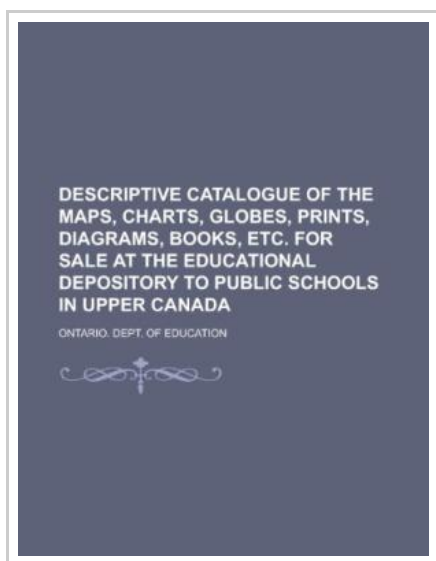 DESCRIPTIVE CATALOGUE OF THE
MAPS, CHARTS, GLOBES, PRINTS,
DIAGRAMS, BOOKS, ETC. FOR
SALE AT THE EDUCATIONAL
DEPOSITORY TO PUBLIC SCHOOLS
IN UPPER CANADA
ONTARIO. DEPT. OF EDUCATION